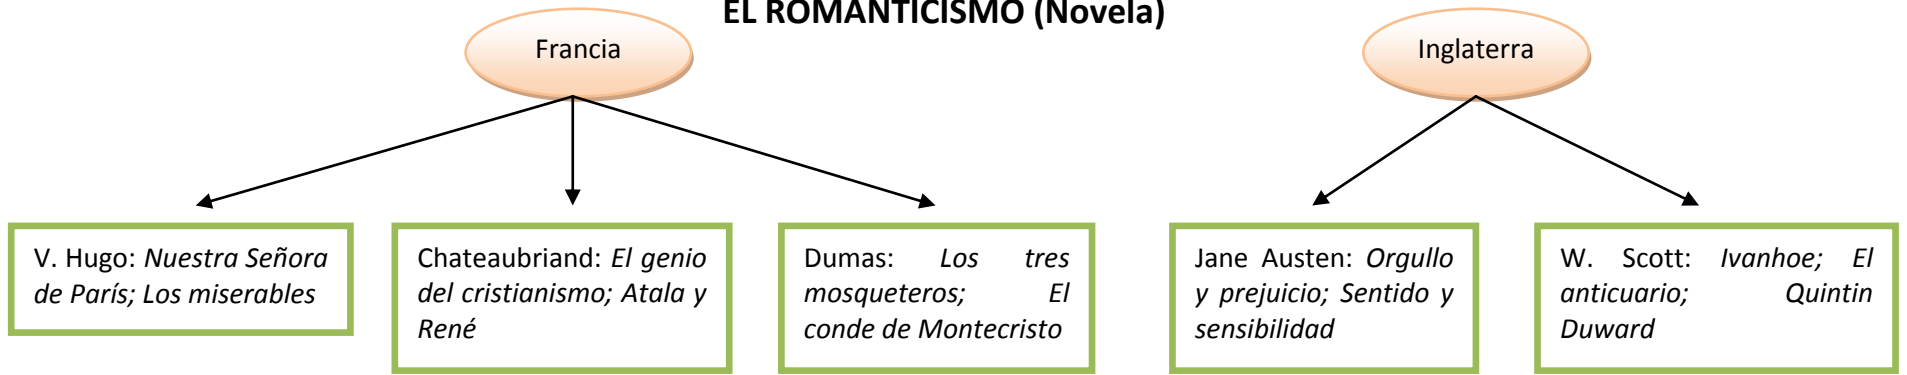 EL ROMANTICISMO (Novela)
Francia
Inglaterra
V. Hugo: Nuestra Señora
de París; Los miserables
Chateaubriand: El genio
del cristianismo; Atala y
René
Dumas: Los tres
mosqueteros; El
conde de Montecristo
Jane Austen: Orgullo
y prejuicio; Sentido y
sensibilidad
W. Scott: Ivanhoe; El
anticuario; Quintin
Duward